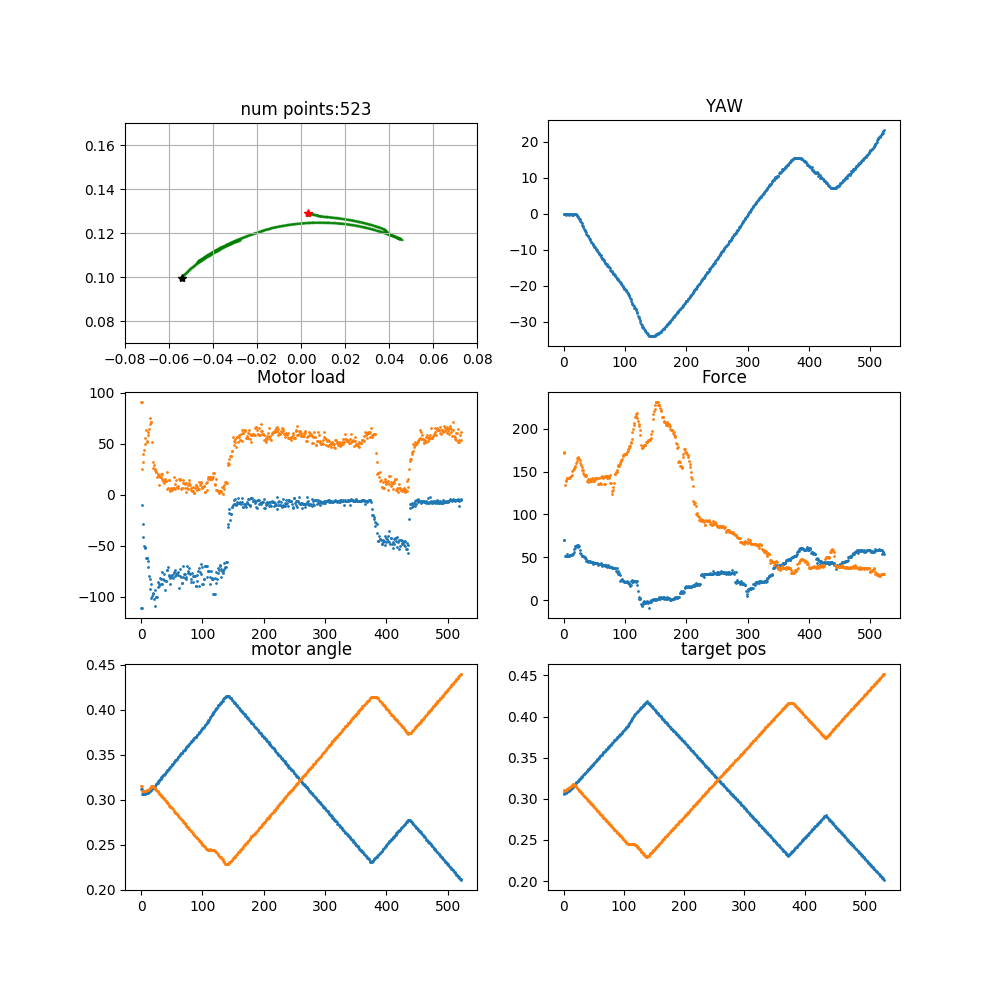 num points:523
YAW
0.16
0.14
0.12
0.10
0.08
−0.08 −0.06 −0.04 −0.02 0.00 0.02 0.04 0.06 0.08
20
10
0
−10
−20
−30
0 100 200 300 400 500
Motor load
Force
100
50
0
−50
−100
0 100 200 300 400 500
200
150
100
50
0
0 100 200 300 400 500
motor angle
target pos
0.45
0.40
0.35
0.30
0.25
0.20
0 100 200 300 400 500
0.45
0.40
0.35
0.30
0.25
0.20
0 100 200 300 400 500